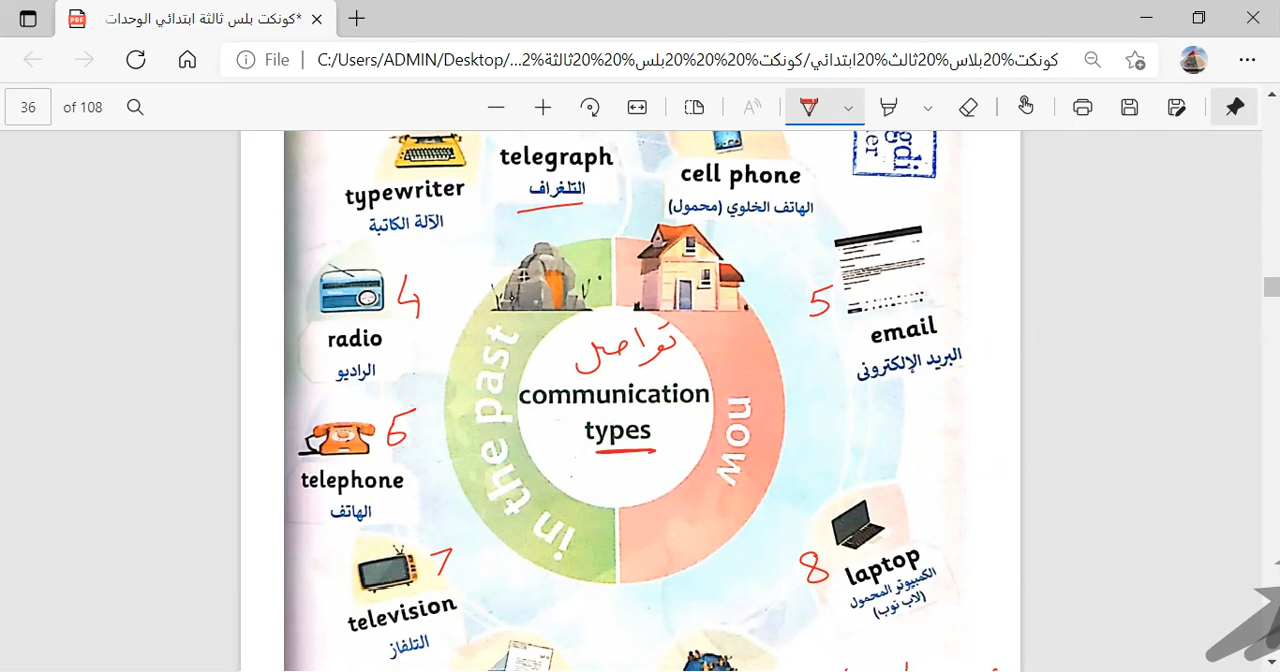 *كونكت بلس ثالثة ابتدائي الوحدات
File
C:/Users/ADMIN/Desktop/كونكت%20بلاس%20ثالث%20ابتدائي/كونكت%20%20%20بلس%20%20ثالثة%2...
36 of 108
telegraph
التلغراف
typewriter
الآلة الكاتبة
cell phone
الهاتف الخلوي (محمول)
gdi
er
radio
الراديو
4
5
email
البريد الإلكتروني
تواصل
communication
types
in the past
now
telephone
الهاتف
6
television
التلفاز
7
8
laptop
الكمبيوتر المحمول
(لاب توب)